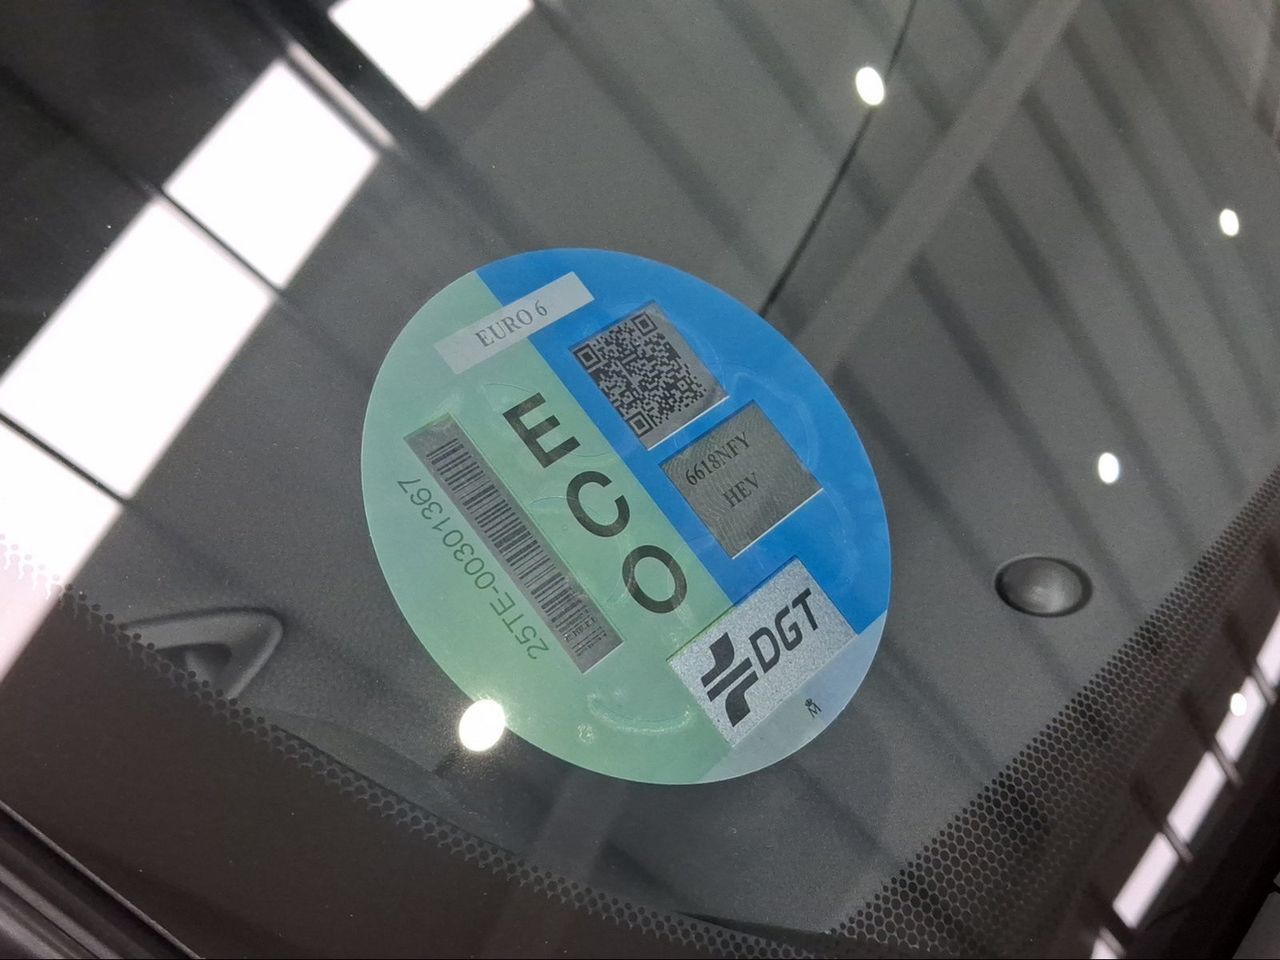 EURO 6
ECO
25TE-00301367
6618NFY
HEV
DGT
M